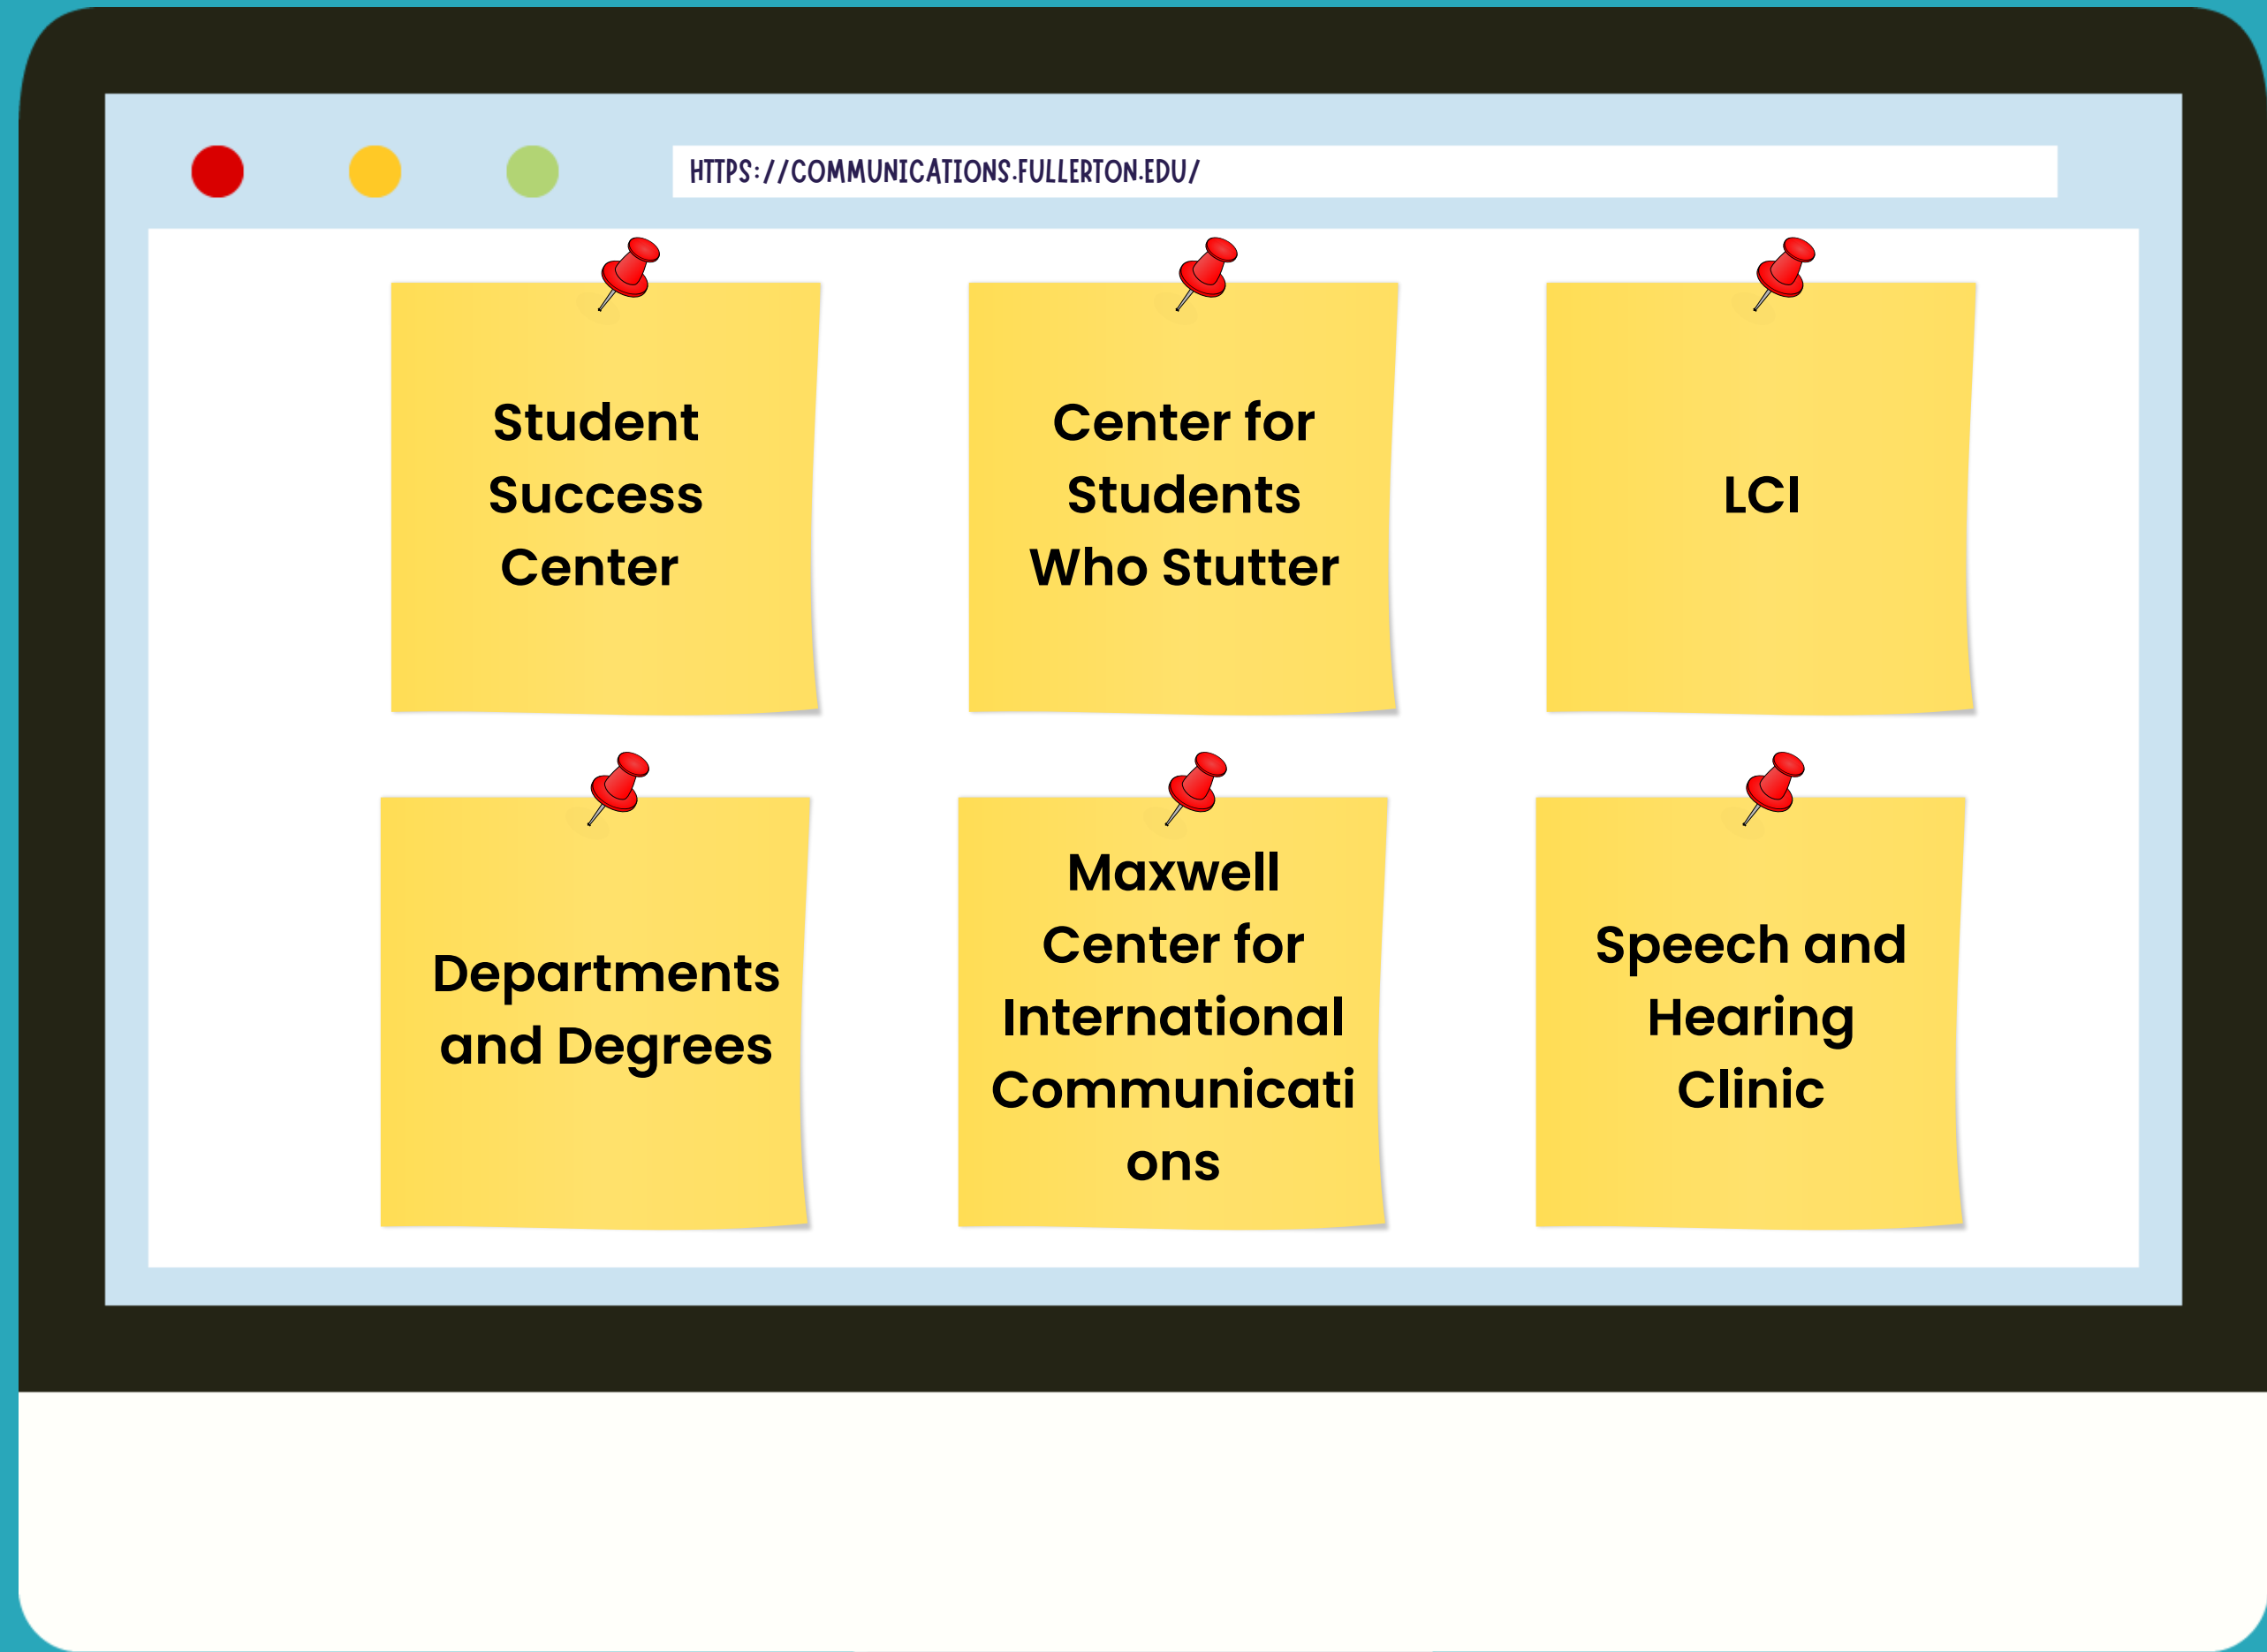 HTTPS://COMMUNICATIONS.FULLERTON.EDU/
Student
Success
Center
Center for
Students
Who Stutter
LCI
Departments
and Degrees
Maxwell
Center for
International
Communicati
ons
Speech and
Hearing
Clinic